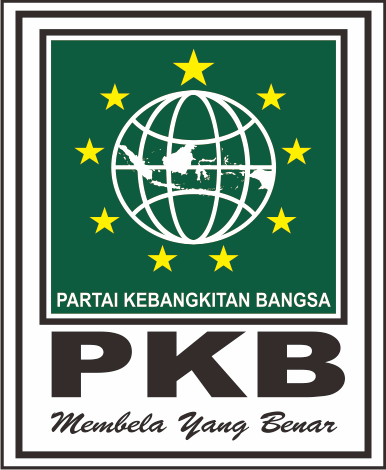 PARTAI KEBANGKITAN BANGSA
PKB
Membela Yang Benar